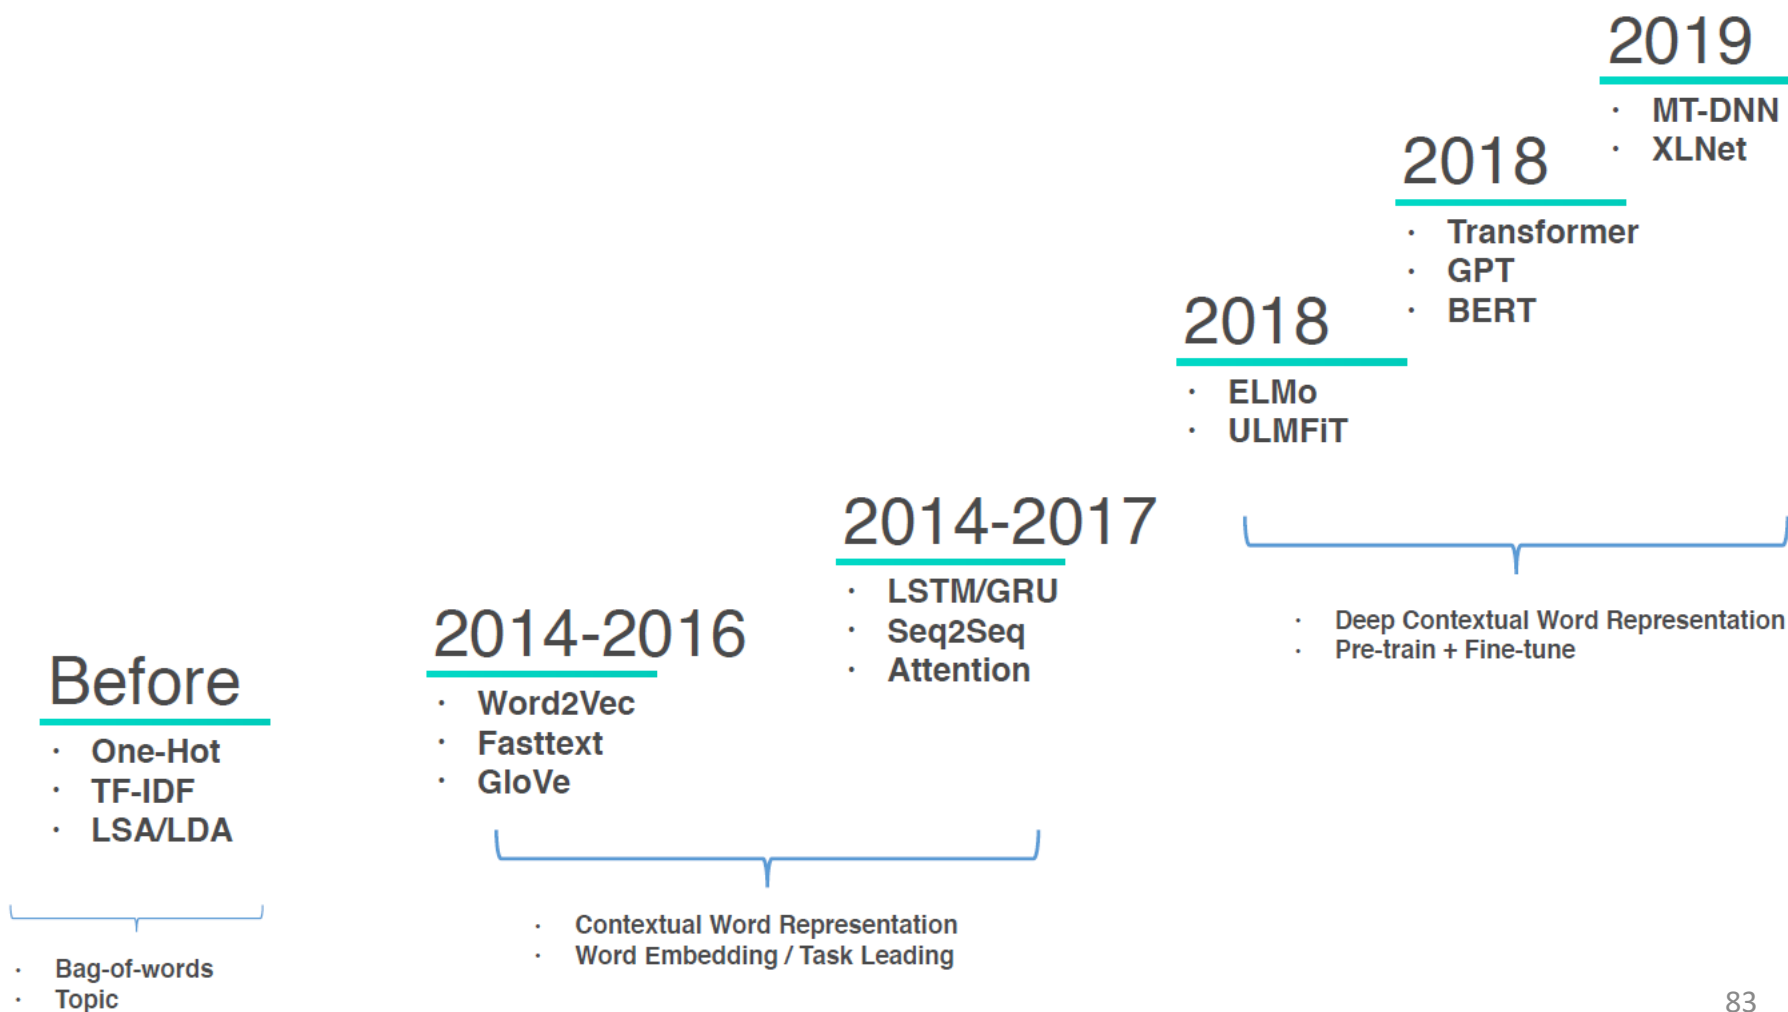 Before
· One-Hot
· TF-IDF
· LSA/LDA
· Bag-of-words
· Topic
2014-2016
· Word2Vec
· Fasttext
· GloVe
2014-2017
· LSTM/GRU
· Seq2Seq
· Attention
· Contextual Word Representation
· Word Embedding / Task Leading
2018
· ELMo
· ULMFiT
2018
· Transformer
· GPT
· BERT
2019
· MT-DNN
· XLNet
· Deep Contextual Word Representation
· Pre-train + Fine-tune
83